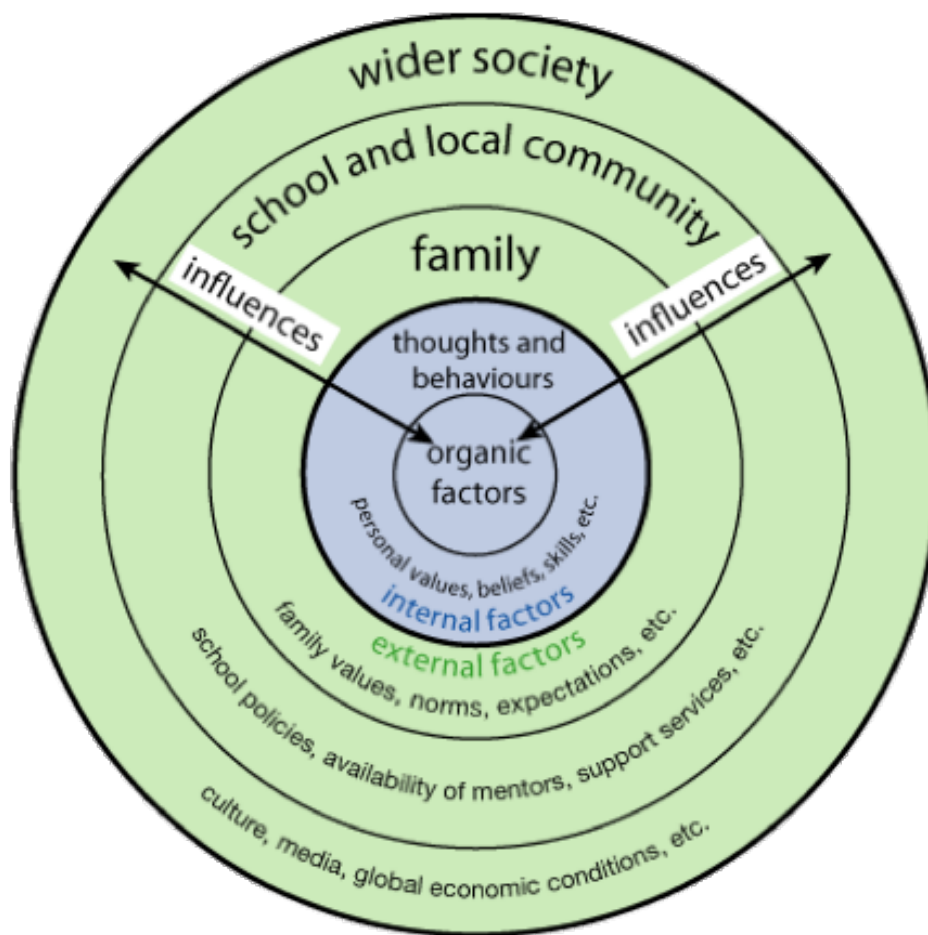 wider society
school and local community
family
influences
influences
thoughts and
behaviours
organic
factors
personal values, beliefs, skills, etc.
internal factors
external factors
family values, norms, expectations, etc.
school policies, availability of mentors, support services, etc.
culture, media, global economic conditions, etc.